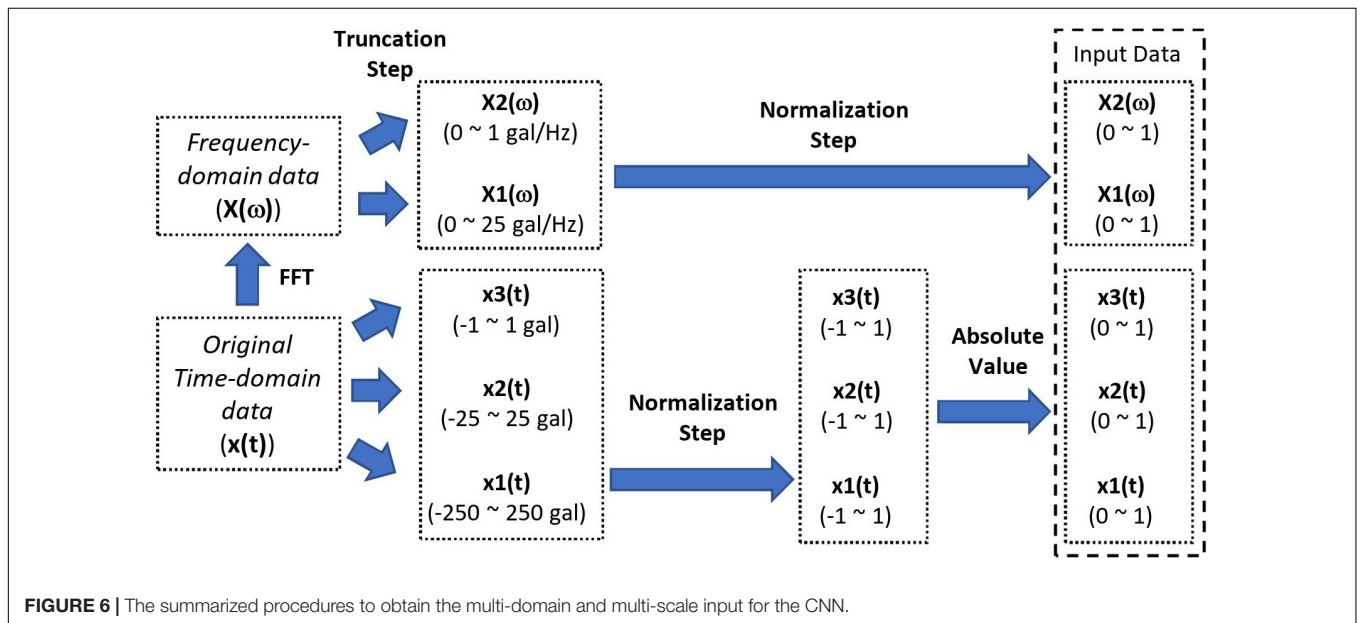 Truncation
Step
Frequency-
domain data
(X(ω))
FFT
Original
Time-domain
data
(x(t))
X2(ω)
(0 ~ 1 gal/Hz)
X1(ω)
(0 ~ 25 gal/Hz)
x3(t)
(-1 ~ 1 gal)
x2(t)
(-25 ~ 25 gal)
x1(t)
(-250 ~ 250 gal)
Normalization
Step
Normalization
Step
x3(t)
(-1 ~ 1)
x2(t)
(-1 ~ 1)
x1(t)
(-1 ~ 1)
Absolute
Value
Input Data
X2(ω)
(0 ~ 1)
X1(ω)
(0 ~ 1)
x3(t)
(0 ~ 1)
x2(t)
(0 ~ 1)
x1(t)
(0 ~ 1)
FIGURE 6 | The summarized procedures to obtain the multi-domain and multi-scale input for the CNN.